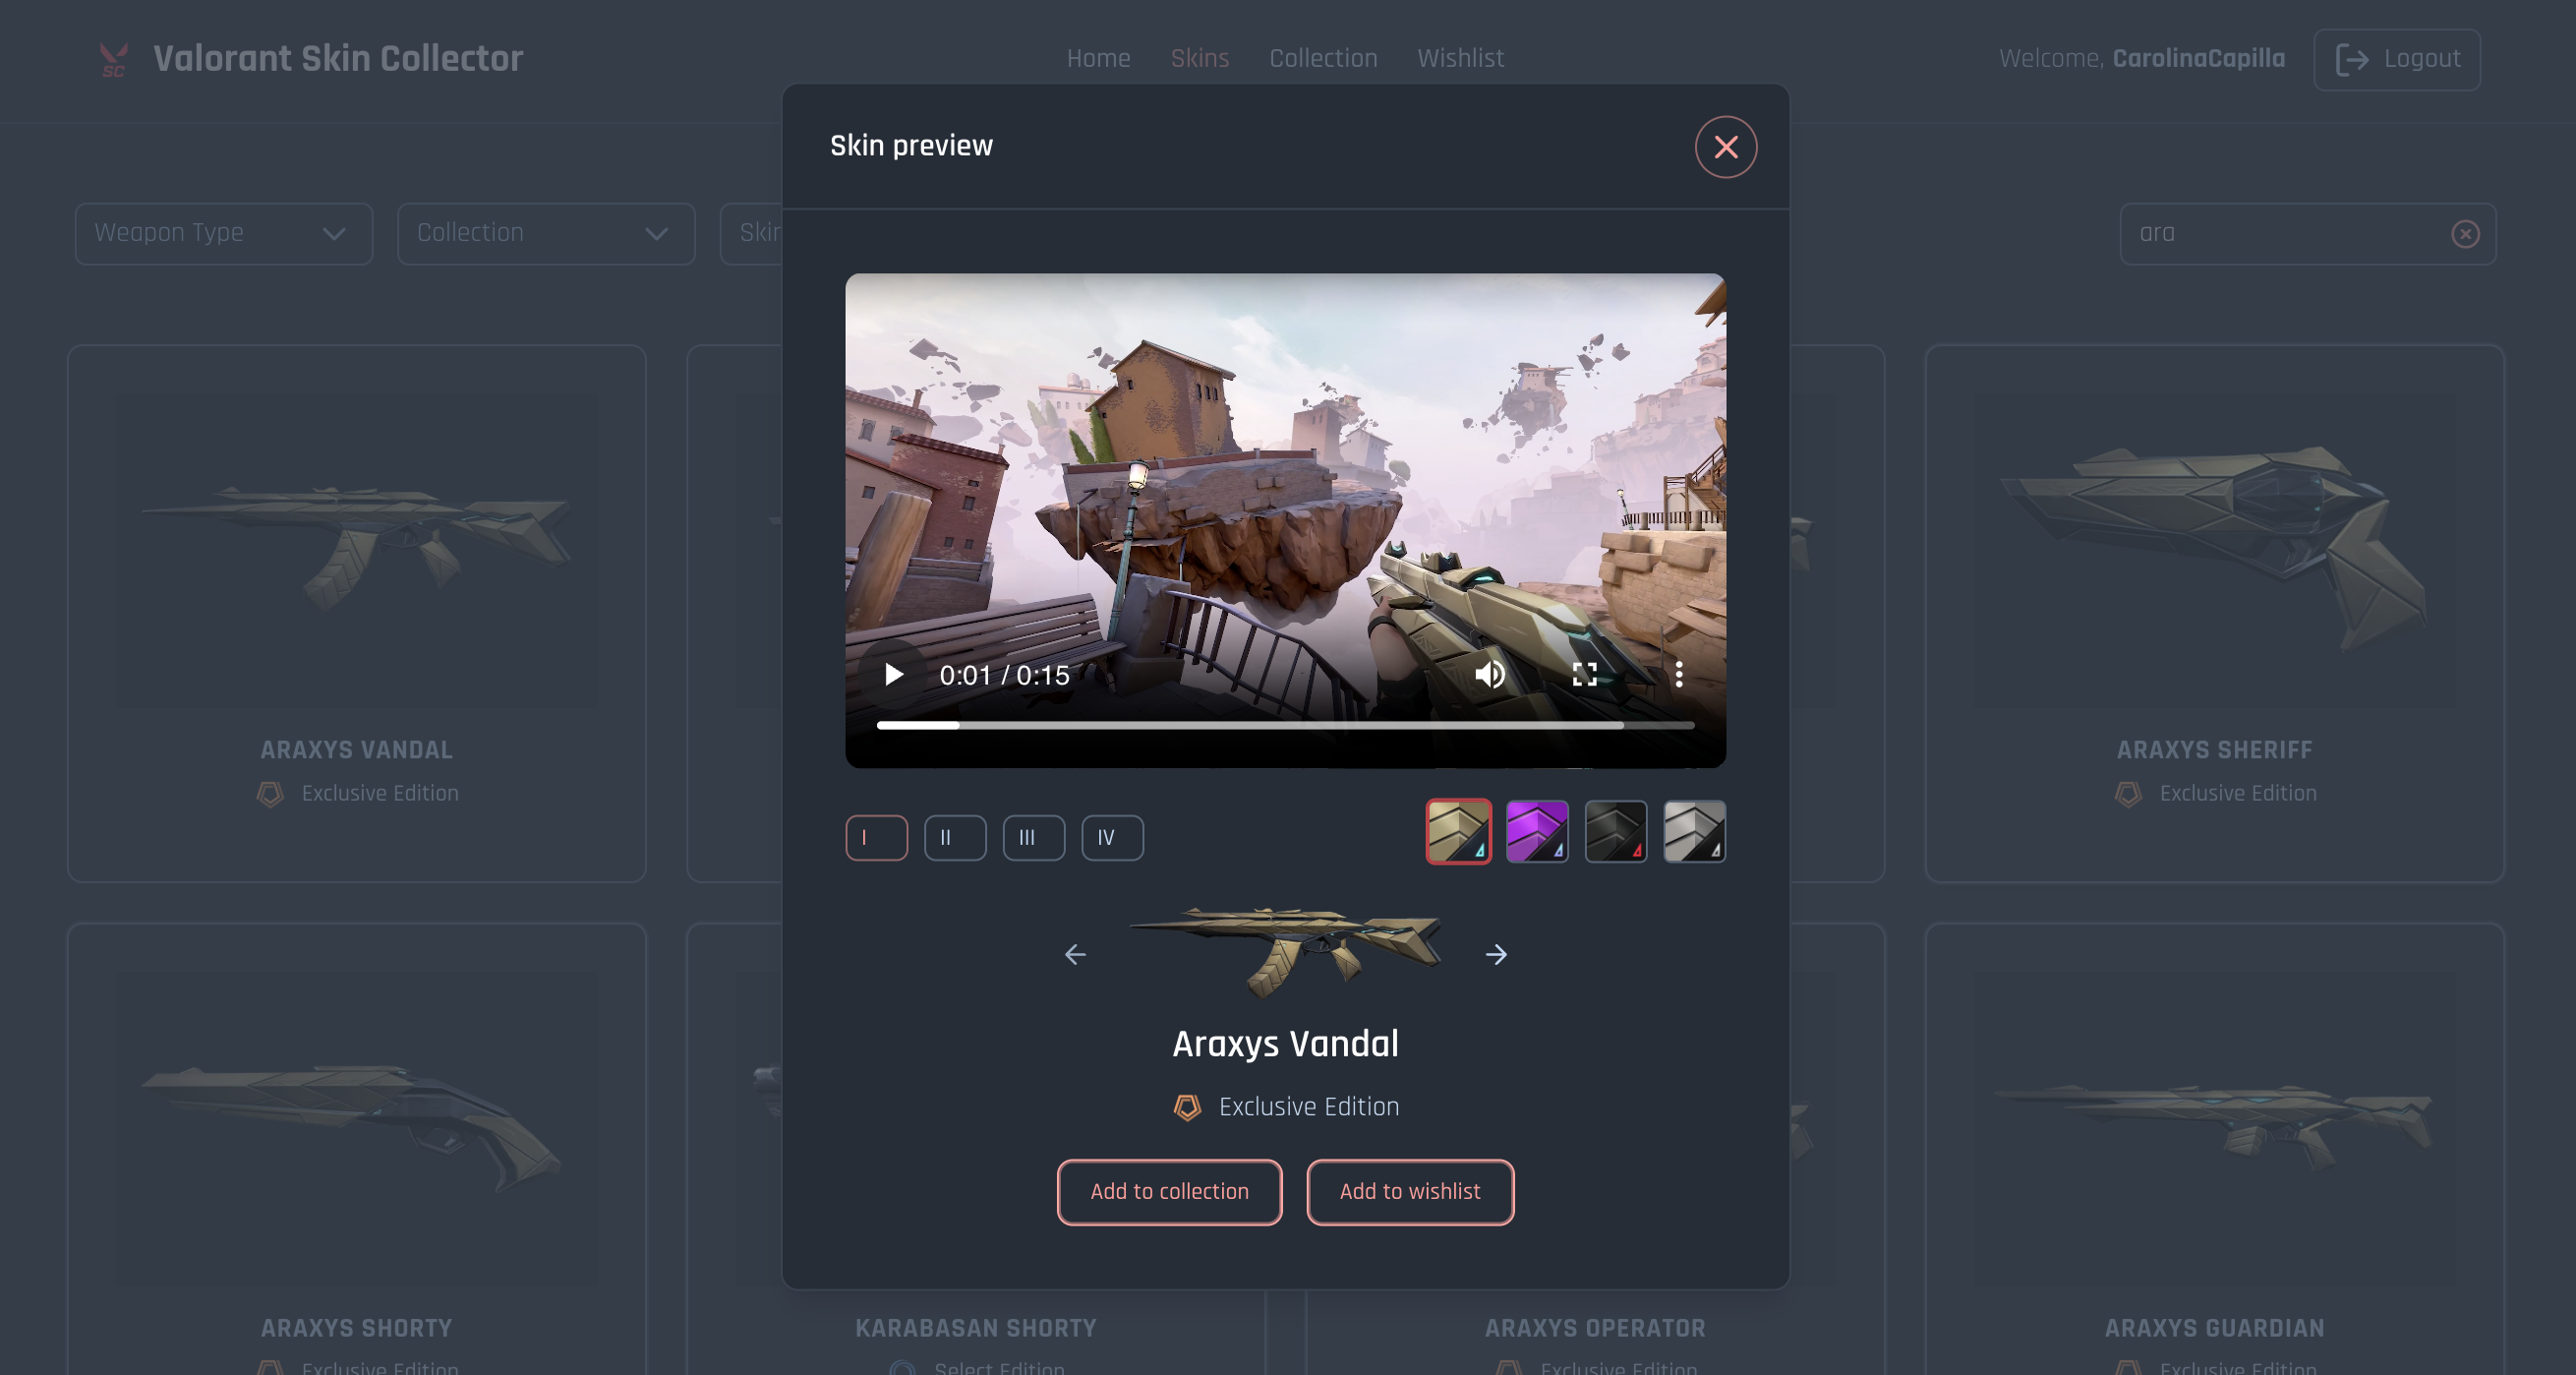 SC
Valorant Skin Collector
Home
Skins
Collection
Wishlist
Welcome, CarolinaCapilla
Logout
Skin preview
Weapon Type
Collection
ara
0:01 / 0:15
I
II
III
IV
ARAXYS VANDAL
Exclusive Edition
ARAXYS SHERIFF
Exclusive Edition
Araxys Vandal
Exclusive Edition
Add to collection
Add to wishlist
ARAXYS SHORTY
Exclusive Edition
KARABASAN SHORTY
Select Edition
ARAXYS OPERATOR
Exclusive Edition
ARAXYS GUARDIAN
Exclusive Edition